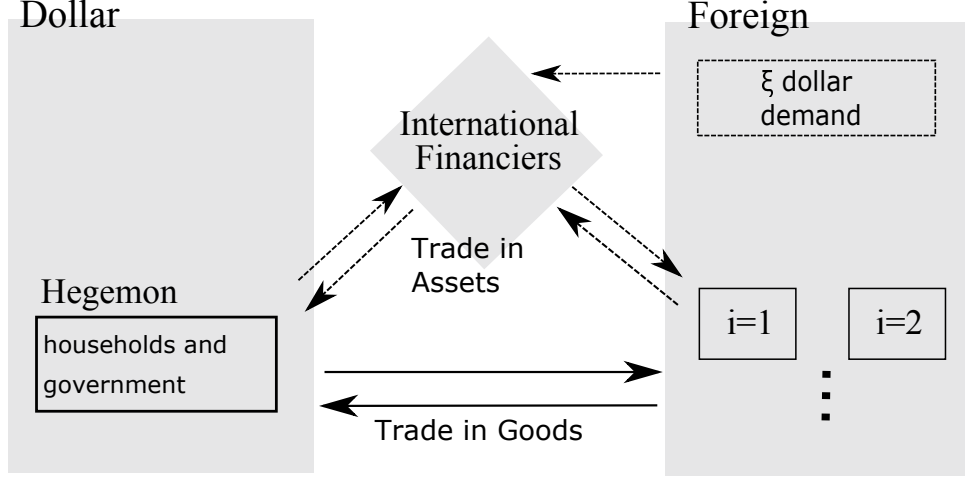 Dollar
Foreign
ξ dollar
demand
International
Financiers
Trade in
Assets
Hegemon
households and
government
i=1
i=2
Trade in Goods